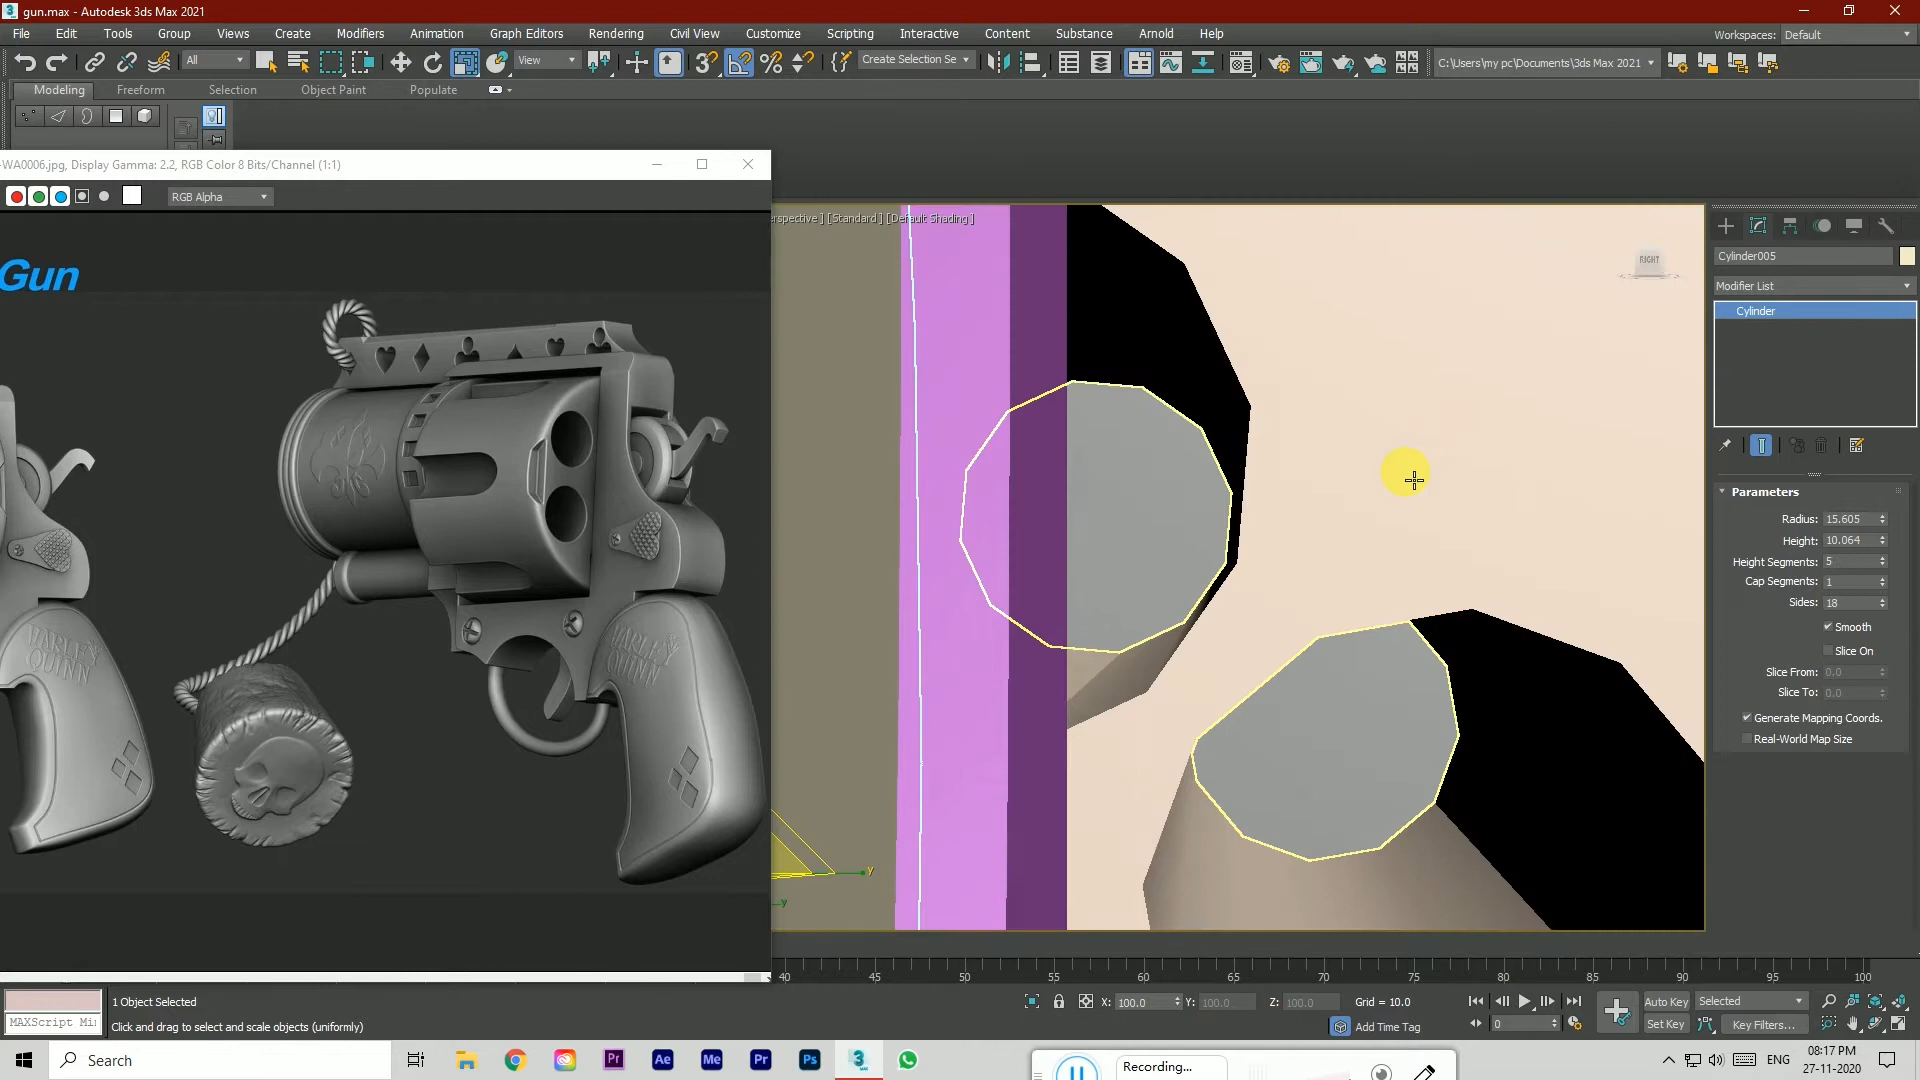 gun.max - Autodesk 3ds Max 2021
File Edit Tools Group Views Create Modifiers Animation Graph Editors Rendering Civil View Customize Scripting Interactive Content Substance Arnold Help
Workspaces: Default
All View Create Selection Se C:\Users\my pc\Documents\3ds Max 2021
Modeling Freeform Selection Object Paint Populate
-WA0006.jpg, Display Gamma: 2.2, RGB Color 8 Bits/Channel (1:1)
RGB Alpha
erspective ] [Standard ] [Default Shading ]
Gun
RIGHT
Cylinder005
Modifier List
Cylinder
Parameters
Radius: 15.605
Height: 10.064
Height Segments: 5
Cap Segments: 1
Sides: 18
Smooth
Slice On
Slice From: 0.0
Slice To: 0.0
Generate Mapping Coords.
Real-World Map Size
HARLEY QUINN
HARLEY QUINN
y
y
40 45 50 55 60 65 70 75 80 85 90 95 100
1 Object Selected
X: 100.0 Y: 100.0 Z: 100.0 Grid = 10.0
Auto Key Selected
MAXScript Mi
Click and drag to select and scale objects (uniformly)
Add Time Tag
0
Set Key Key Filters...
Search
Pr Ae Me Pr Ps 3
Recording...
ENG
08:17 PM
27-11-2020